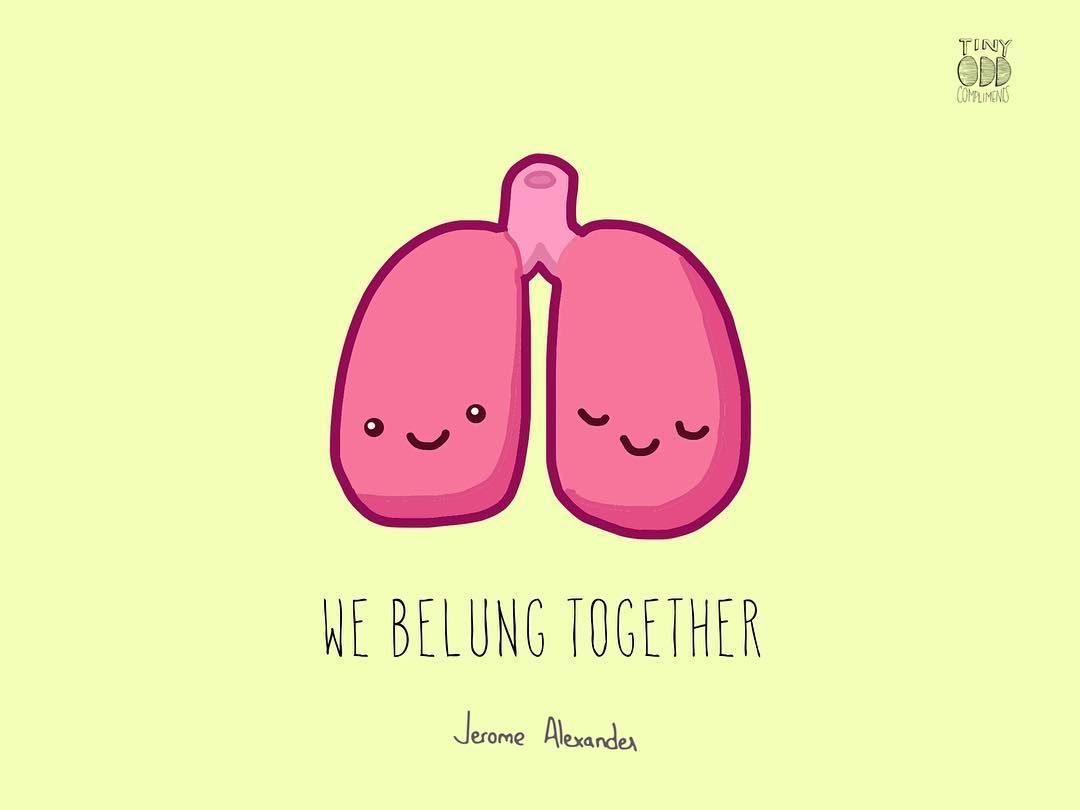 TINY
ODD
COMPLIMENTS
WE BELUNG TOGETHER
Jerome Alexander